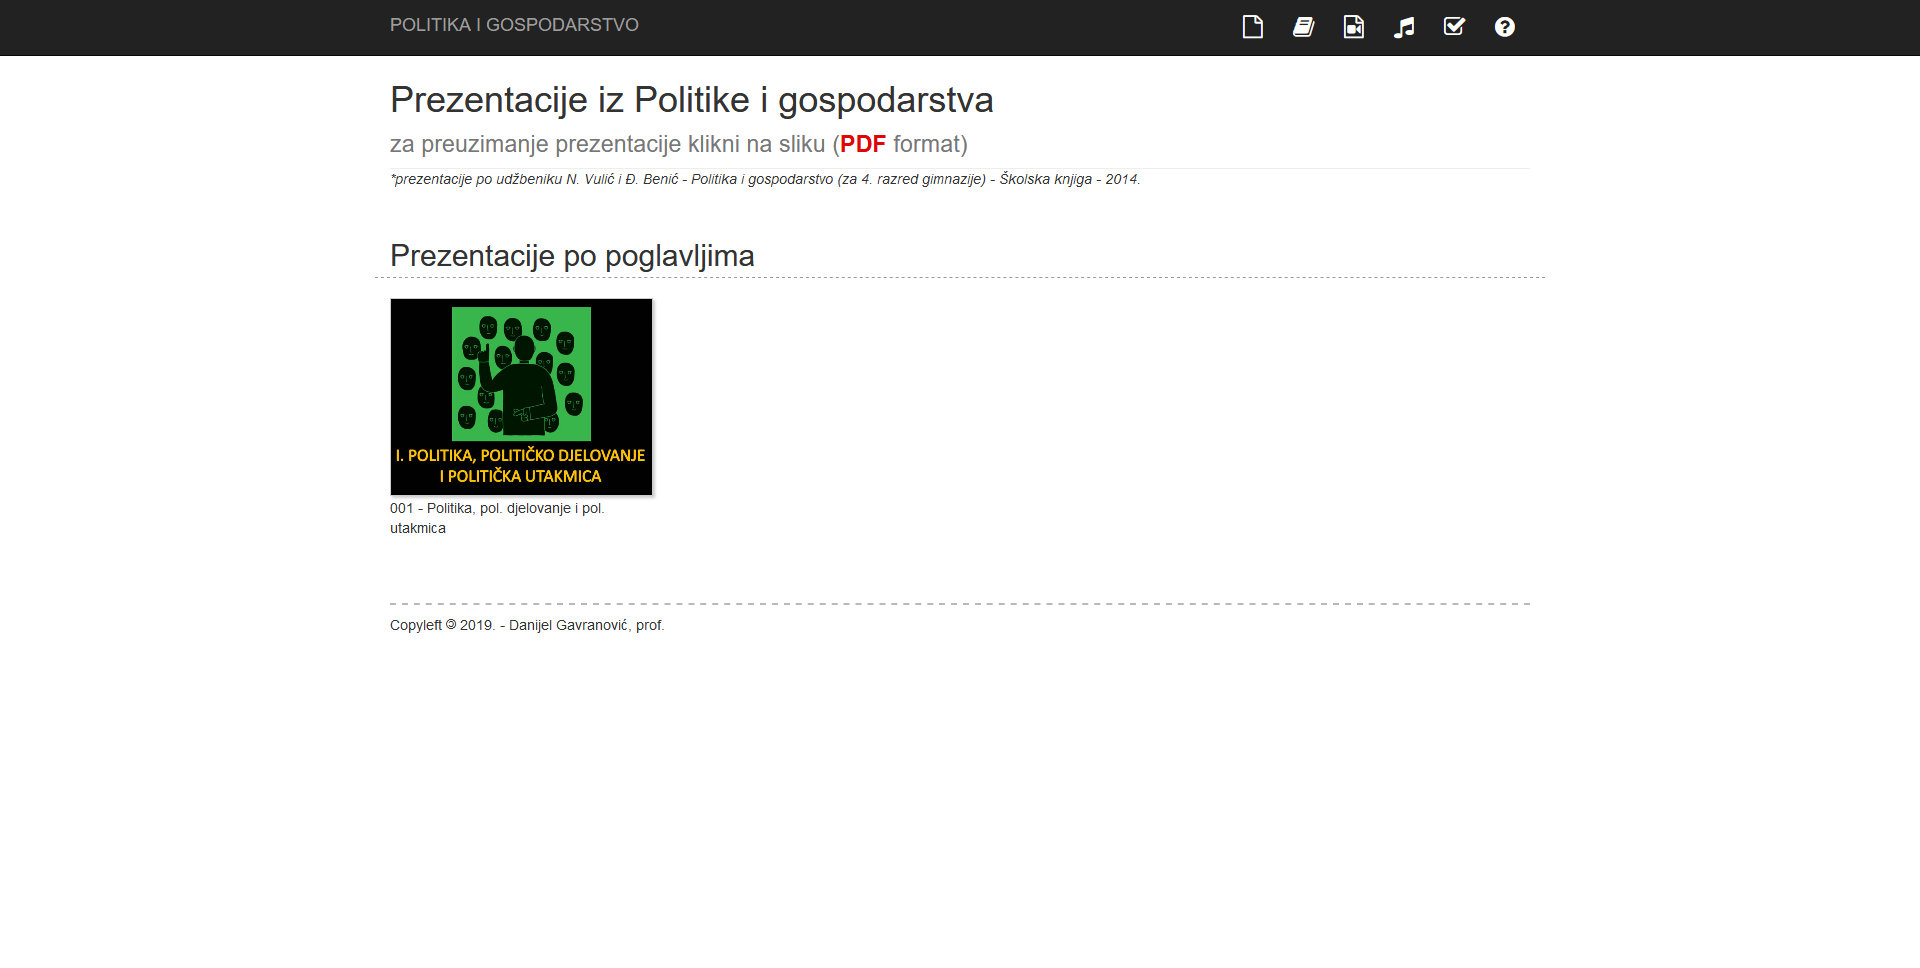 POLITIKA I GOSPODARSTVO
Prezentacije iz Politike i gospodarstva
za preuzimanje prezentacije klikni na sliku (PDF format)
*prezentacije po udžbeniku N. Vulić i Đ. Benić - Politika i gospodarstvo (za 4. razred gimnazije) - Školska knjiga - 2014.
Prezentacije po poglavljima
I. POLITIKA, POLITIČKO DJELOVANJE
I POLITIČKA UTAKMICA
001 - Politika, pol. djelovanje i pol.
utakmica
Copyleft 🄯 2019. - Danijel Gavranović, prof.